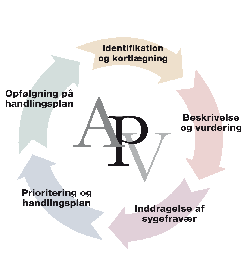 Identifikation
og kortlægning
Beskrivelse
og vurdering
Inddragelse af
sygefravær
Prioritering og
handlingsplan
Opfølgning på
handlingsplan
APV